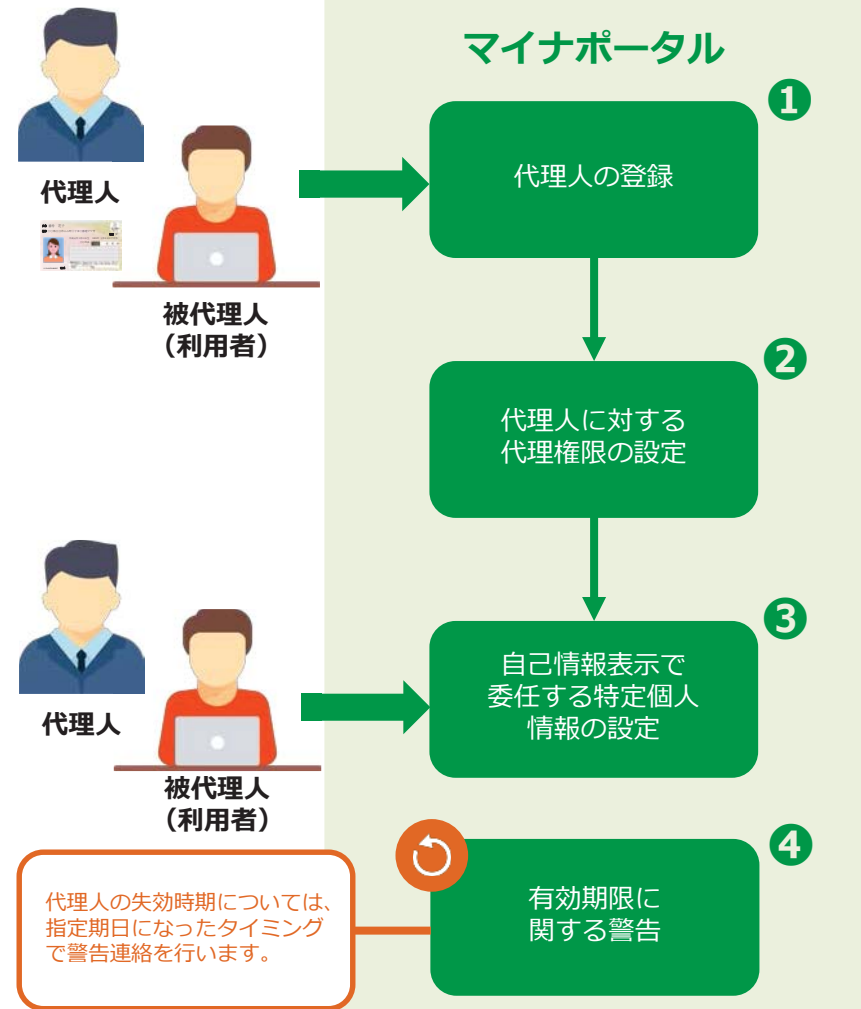 マイナポータル
❶
代理人の登録
代理人
被代理人
（利用者）
❷
代理人に対する
代理権限の設定
❸
自己情報表示で
委任する特定個人
情報の設定
代理人
被代理人
（利用者）
❹
有効期限に
関する警告
代理人の失効時期については、
指定期日になったタイミング
で警告連絡を行います。